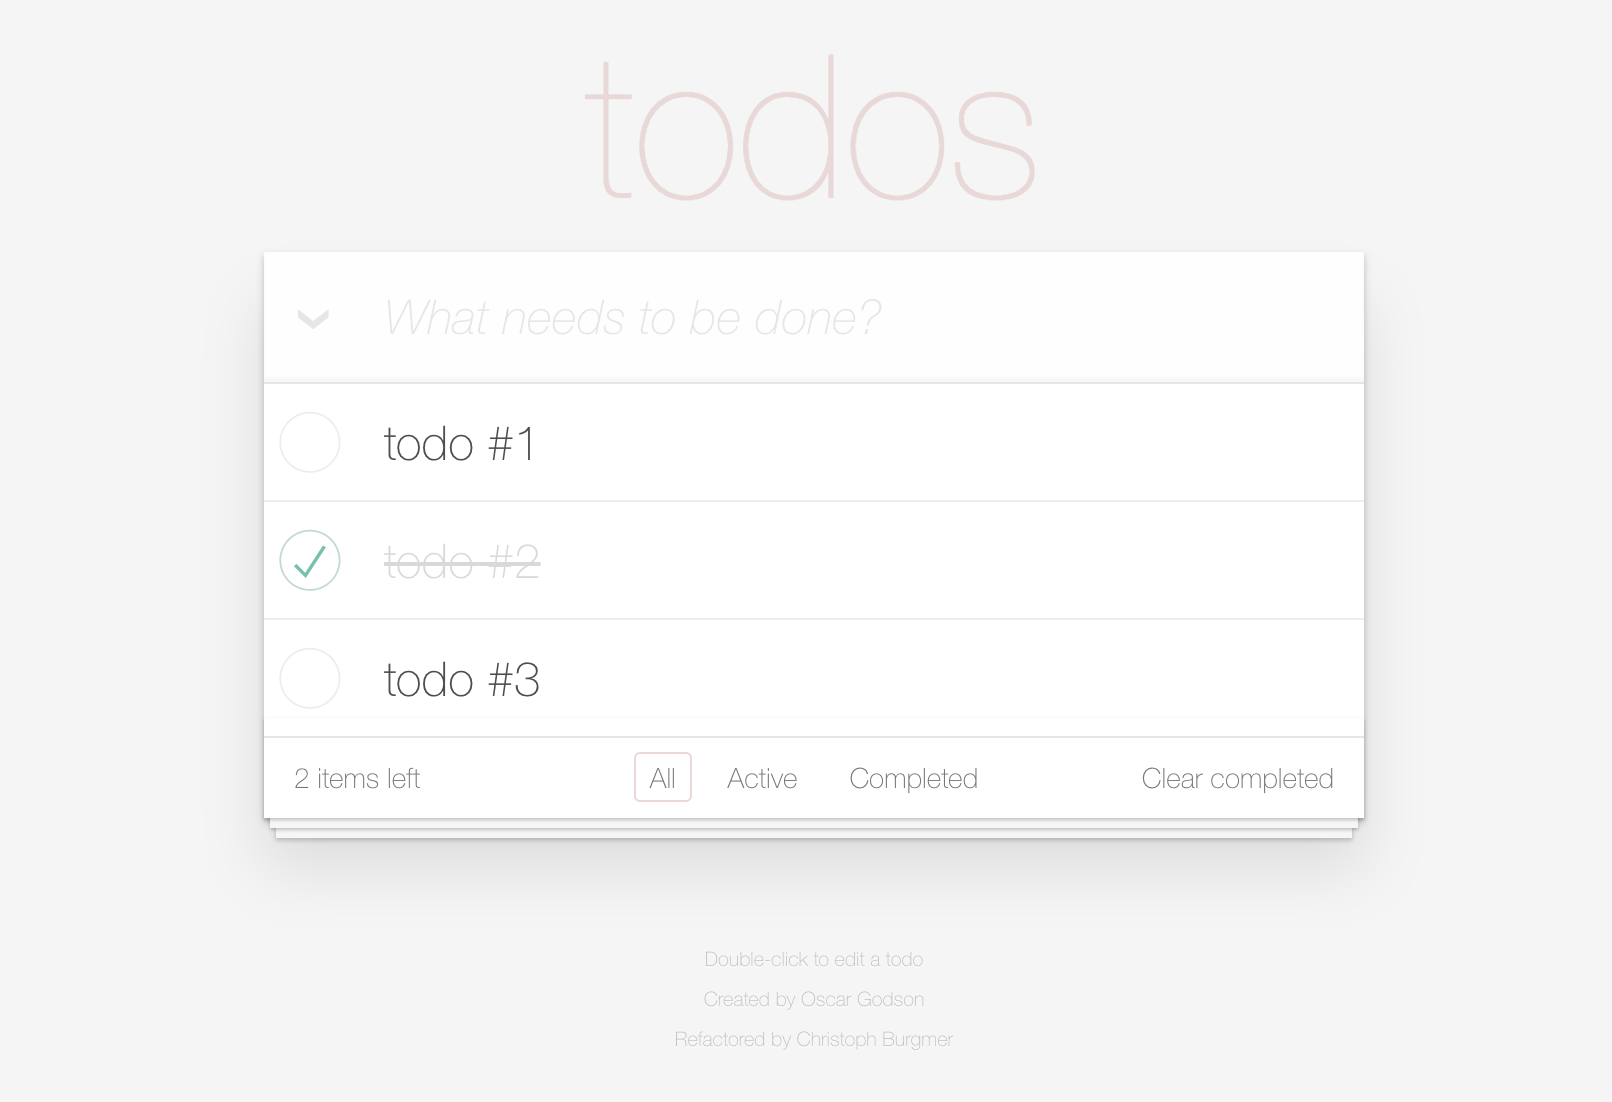 todos
What needs to be done?
todo #1
todo #2
todo #3
2 items left All Active Completed Clear completed
Double-click to edit a todo
Created by Oscar Godson
Refactored by Christoph Burgmer